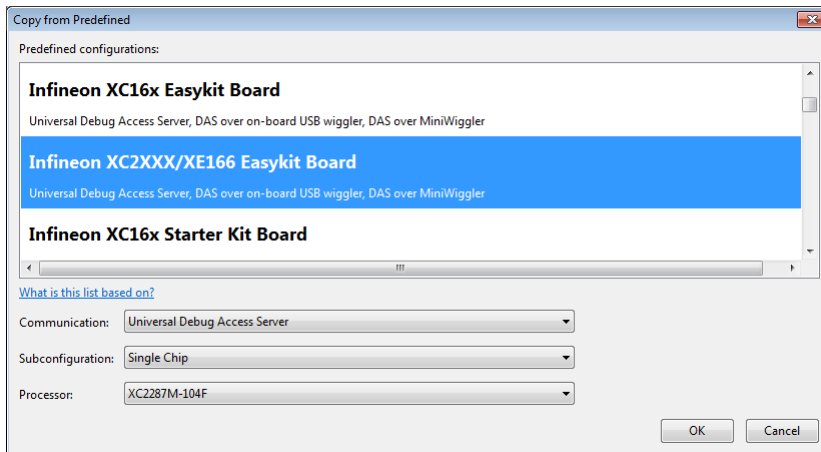 Copy from Predefined
Predefined configurations:
Infineon XC16x Easykit Board
Universal Debug Access Server, DAS over on-board USB wiggler, DAS over MiniWiggler
Infineon XC2XXX/XE166 Easykit Board
Universal Debug Access Server, DAS over on-board USB wiggler, DAS over MiniWiggler
Infineon XC16x Starter Kit Board
What is this list based on?
Communication: Universal Debug Access Server
Subconfiguration: Single Chip
Processor: XC2287M-104F
OK Cancel